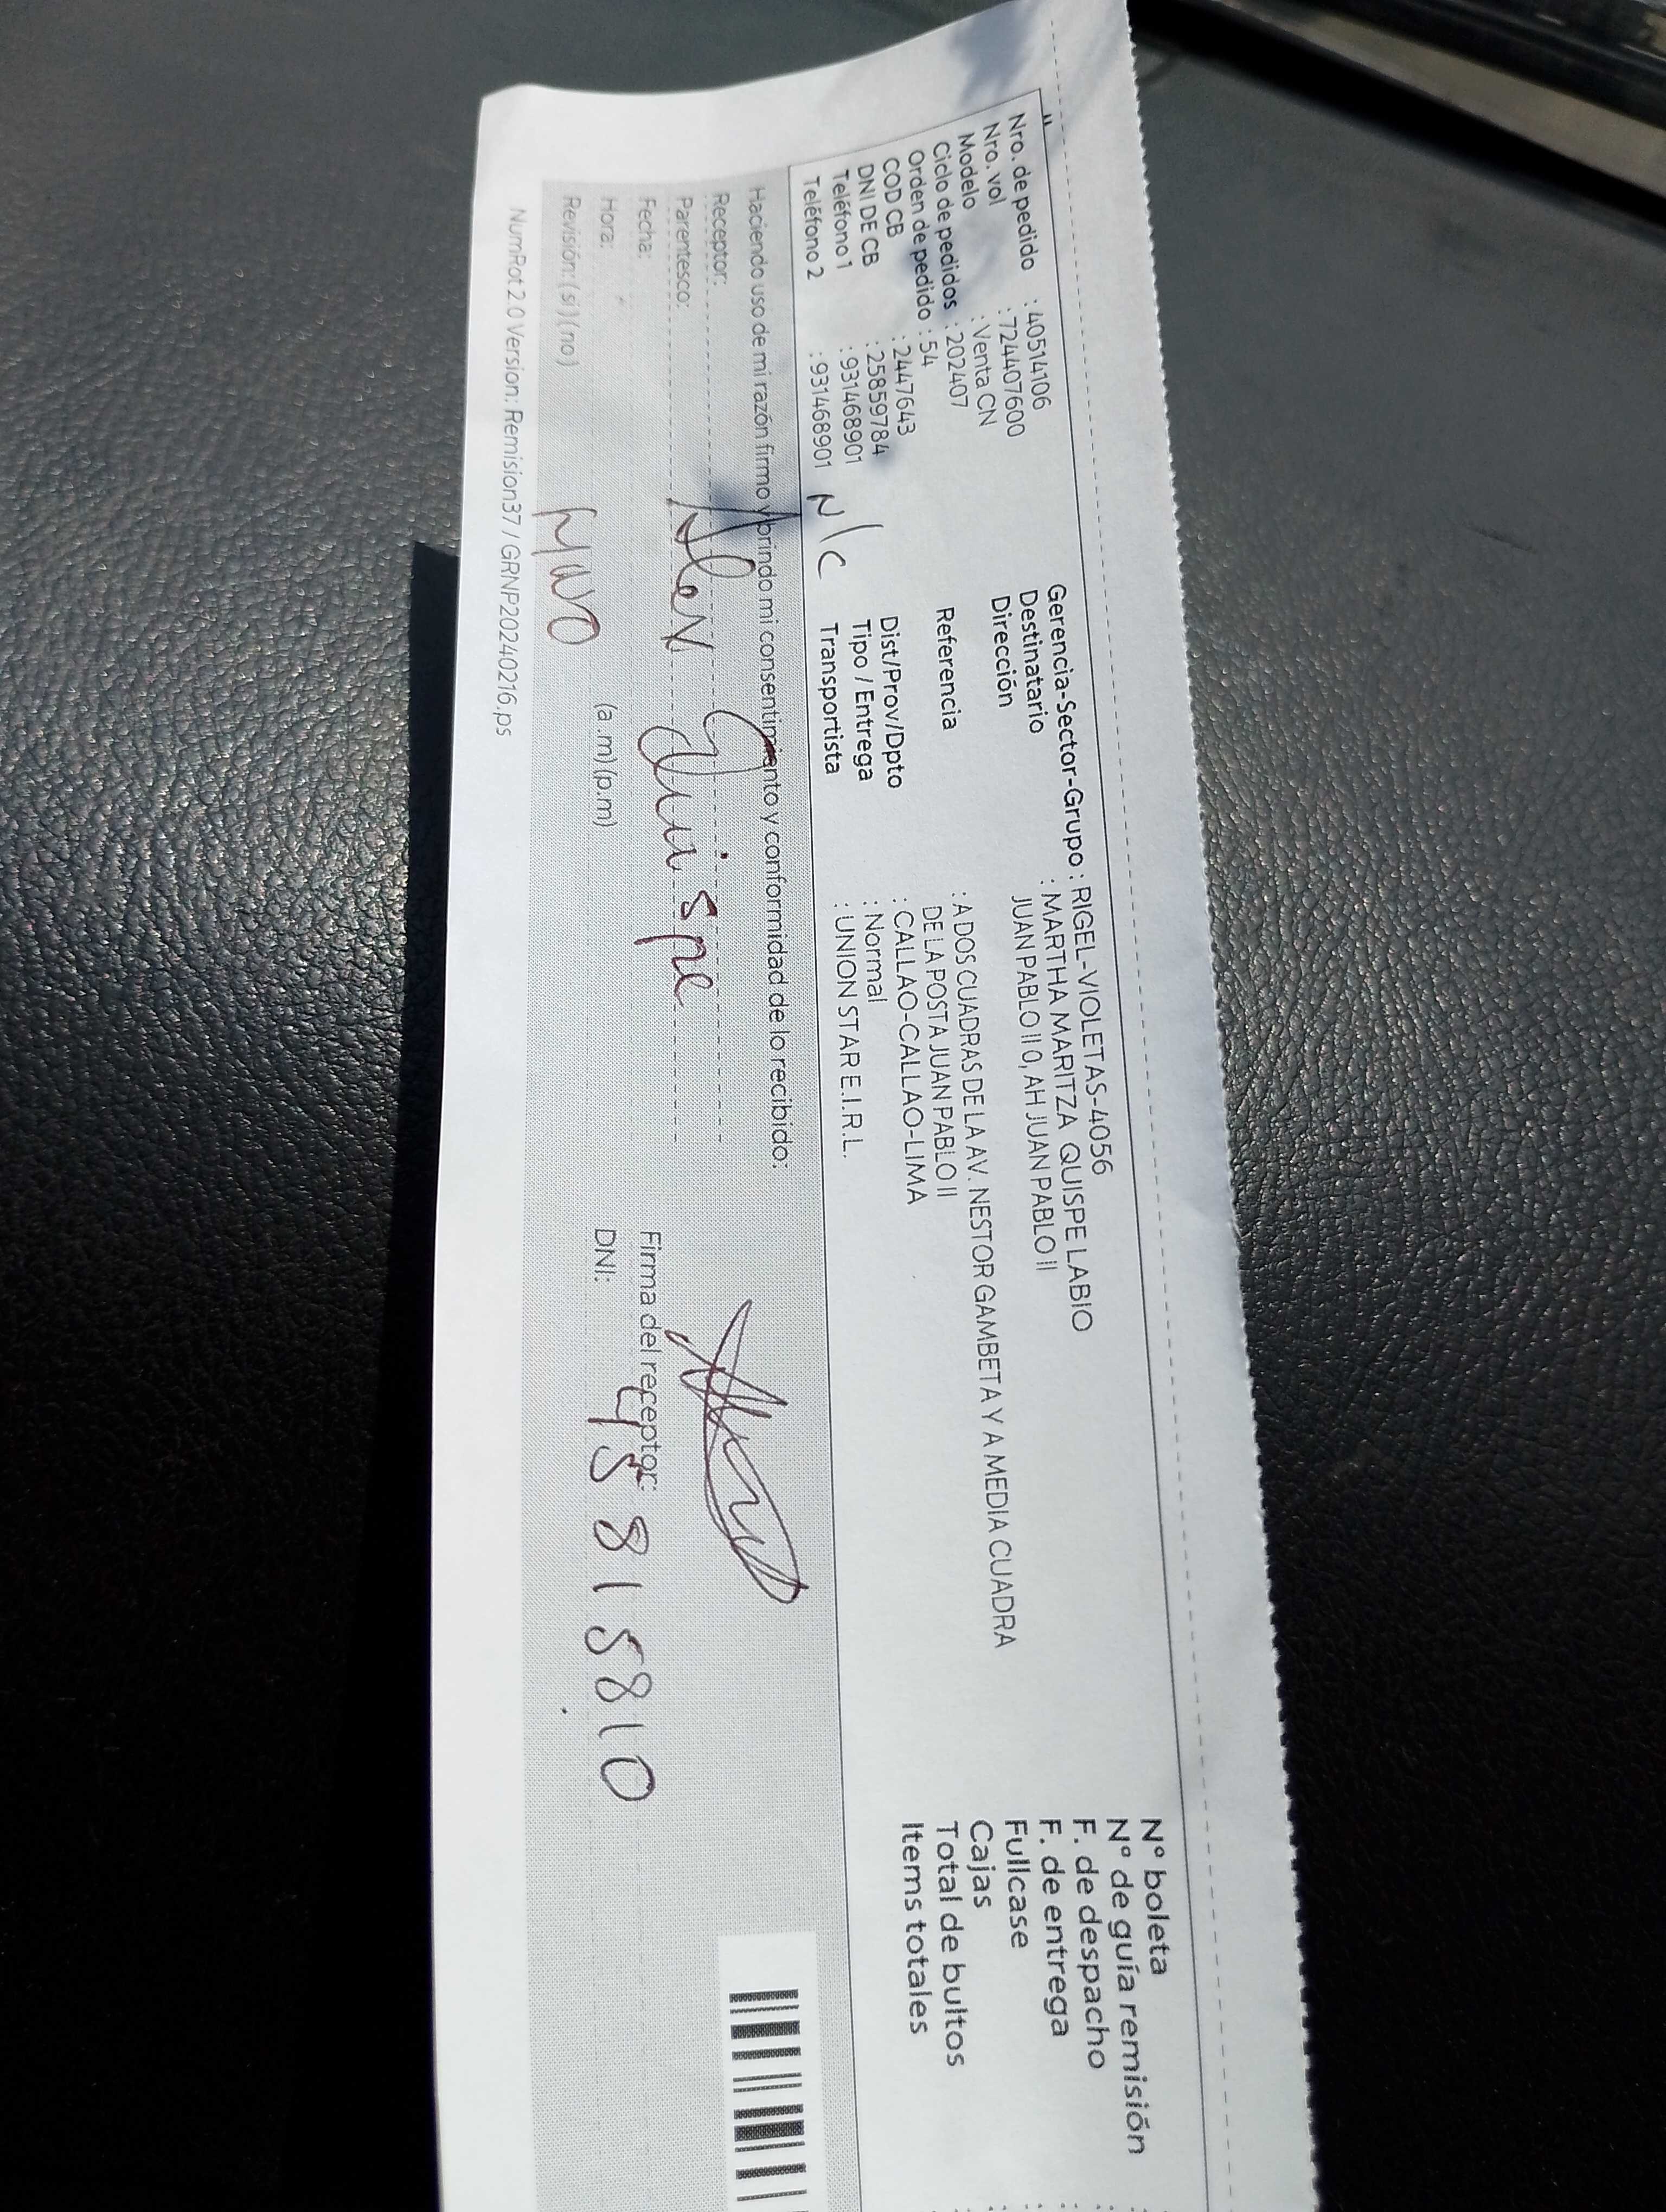 Nro. de pedido : 40514106
Nro. vol : 7244407600
Modelo : Venta CN
Ciclo de pedidos : 202407
Orden de pedido : 54
COD CB : 2447643
DNI DE CB : 25859784
Teléfono 1 : 931468901
Teléfono 2 : 931468901 N/C
Gerencia-Sector-Grupo : RIGEL-VIOLETAS-4056
Destinatario : MARTHA MARITZA QUISPE LABIO
Dirección JUAN PABLO II 0, AH JUAN PABLO II
Referencia : A DOS CUADRAS DE LA AV. NESTOR GAMBETA Y A MEDIA CUADRA
DE LA POSTA JUAN PABLO II
Dist/Prov/Dpto : CALLAO-CALLAO-LIMA
Tipo / Entrega : Normal
Transportista : UNION STAR E.I.R.L.
N° boleta
N° de guía remisión
F. de despacho
F. de entrega
Fullcase
Cajas
Total de bultos
Items totales
Haciendo uso de mi razón firmo y brindo mi consentimiento y conformidad de lo recibido:
Receptor: Alex Quispe
Parentesco:
Fecha:
Hora: (a.m) (p.m)
Revisión: (si) (no)
Firma del receptor:
DNI: 45815810
NumRot 2.0 Version: Remision37 / GRNP20240216.ps